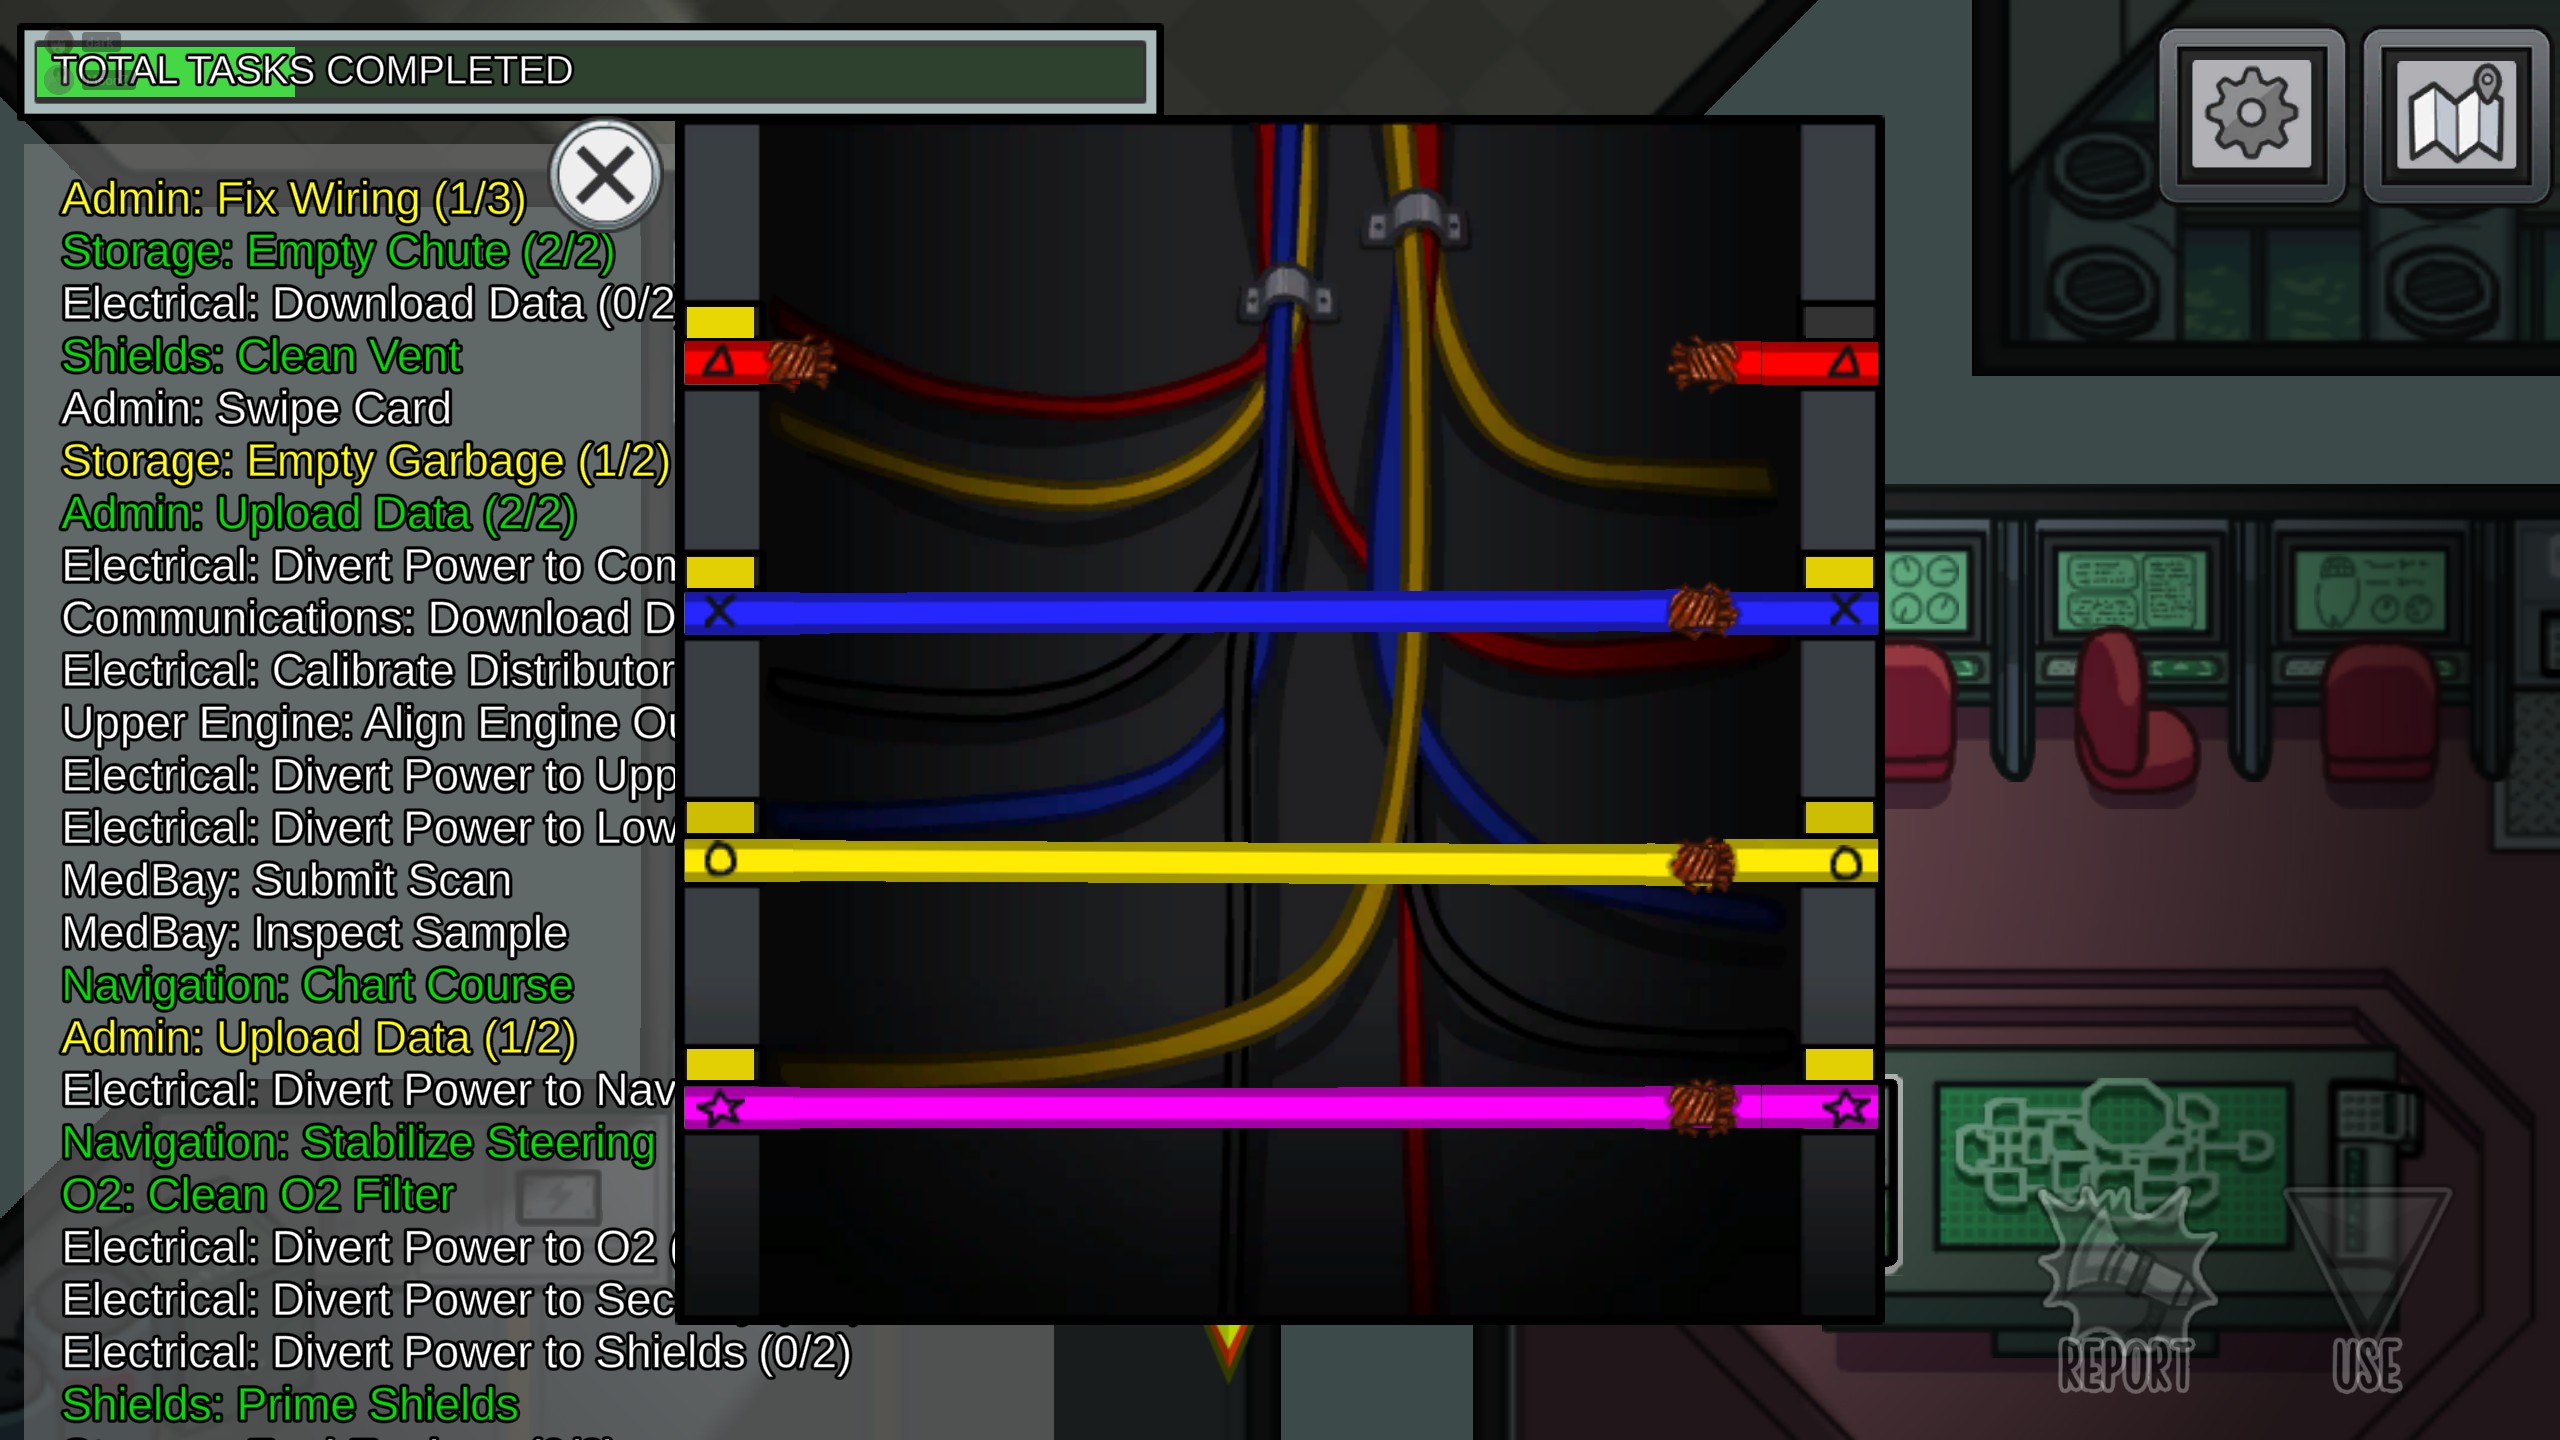 TOTAL TASKS COMPLETED
Admin: Fix Wiring (1/3)
Storage: Empty Chute (2/2)
Electrical: Download Data (0/2
Shields: Clean Vent
Admin: Swipe Card
Storage: Empty Garbage (1/2)
Admin: Upload Data (2/2)
Electrical: Divert Power to Com
Communications: Download D
Electrical: Calibrate Distributor
Upper Engine: Align Engine Ou
Electrical: Divert Power to Upp
Electrical: Divert Power to Low
MedBay: Submit Scan
MedBay: Inspect Sample
Navigation: Chart Course
Admin: Upload Data (1/2)
Electrical: Divert Power to Nav
Navigation: Stabilize Steering
O2: Clean O2 Filter
Electrical: Divert Power to O2 (
Electrical: Divert Power to Sec
Electrical: Divert Power to Shields (0/2)
Shields: Prime Shields
REPORT
USE